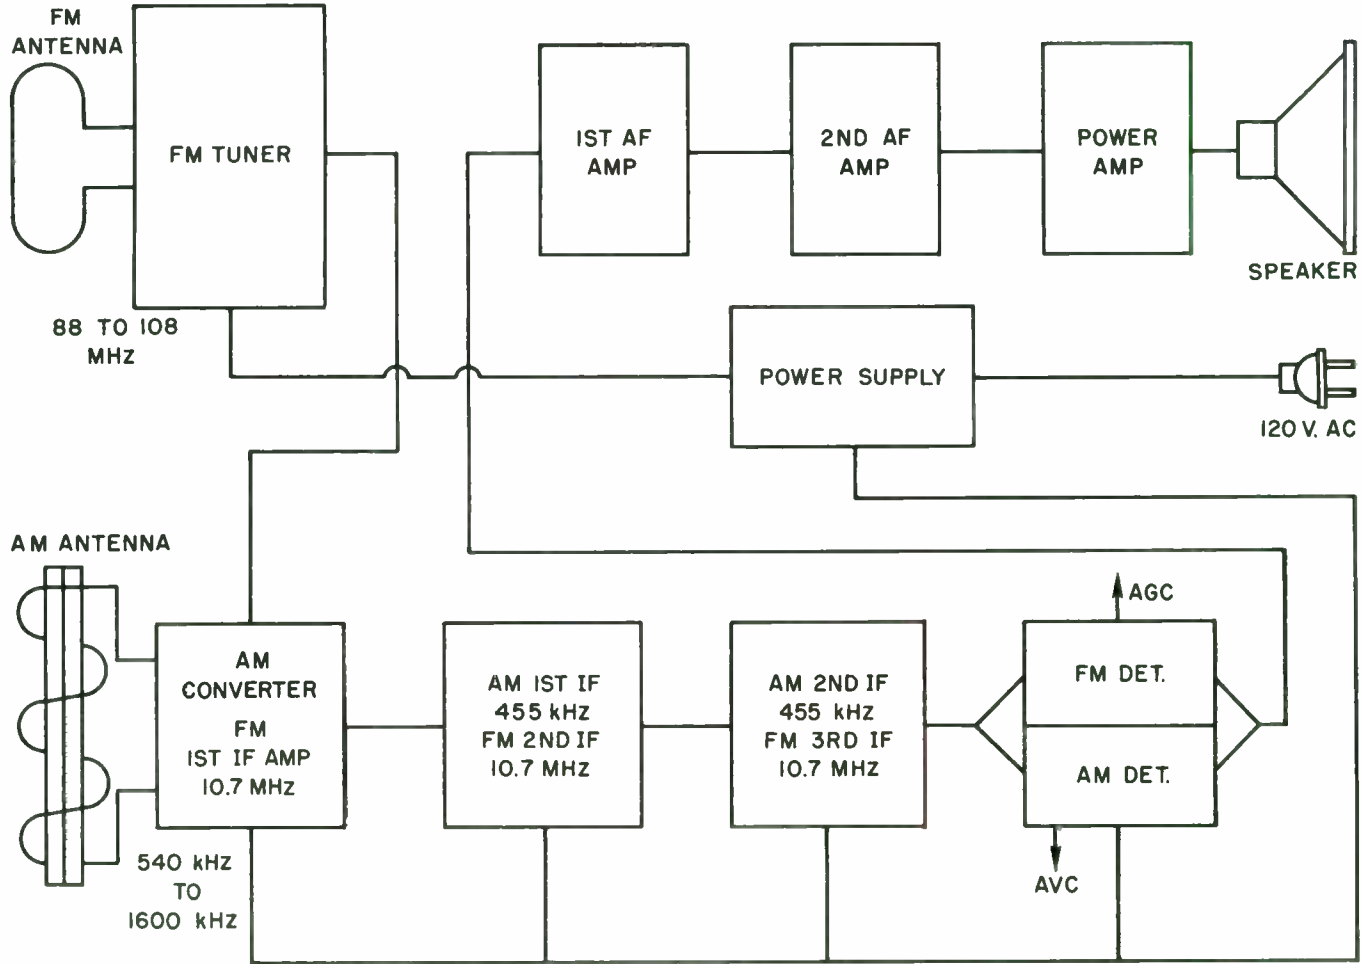 FM
ANTENNA
FM TUNER
88 TO 108
MHz
1ST AF
AMP
2ND AF
AMP
POWER
AMP
SPEAKER
POWER SUPPLY
120 V. AC
AM ANTENNA
AM
CONVERTER
FM
1ST IF AMP
10.7 MHz
540 kHz
TO
1600 kHz
AM 1ST IF
455 kHz
FM 2ND IF
10.7 MHz
AM 2ND IF
455 kHz
FM 3RD IF
10.7 MHz
AGC
FM DET.
AM DET.
AVC